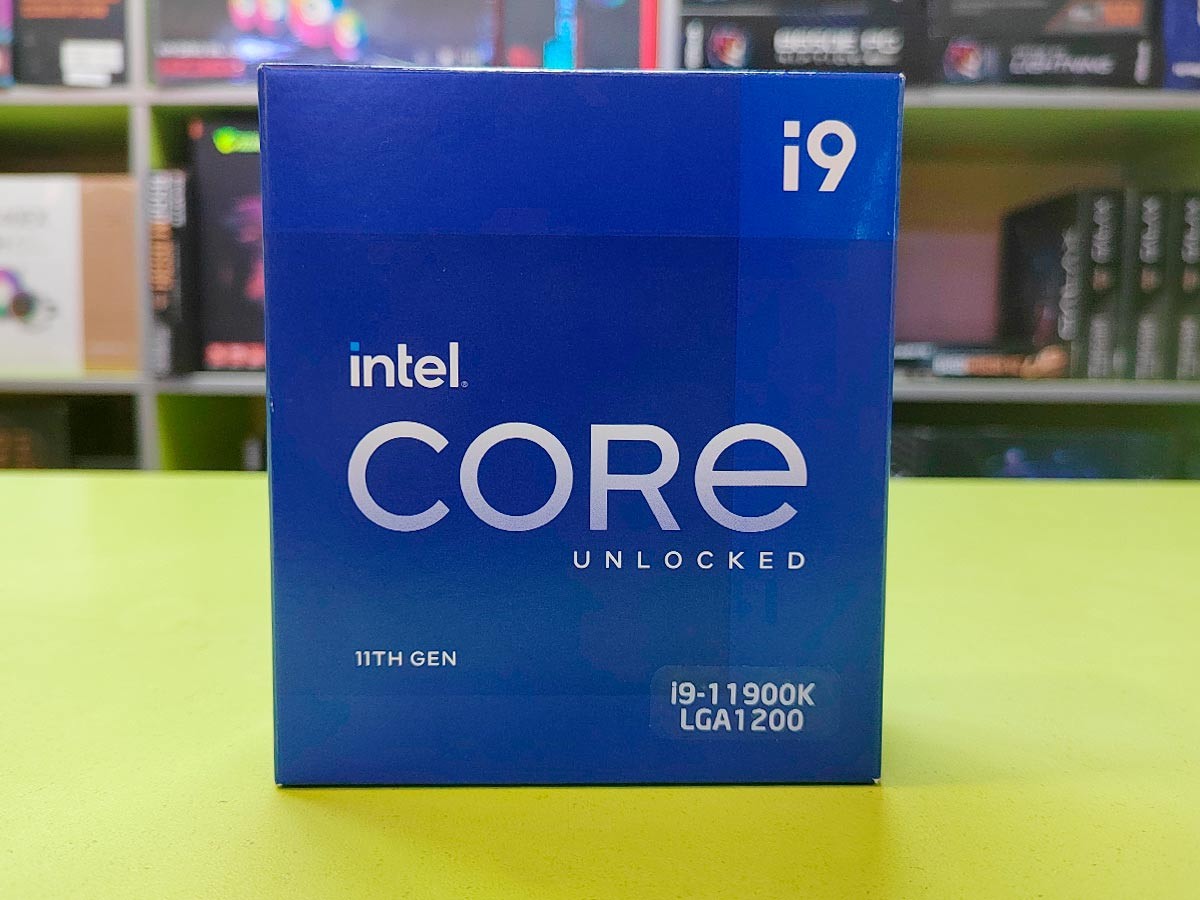 i9
intel
CORe
UNLOCKED
11TH GEN
i9-11900K
LGA1200